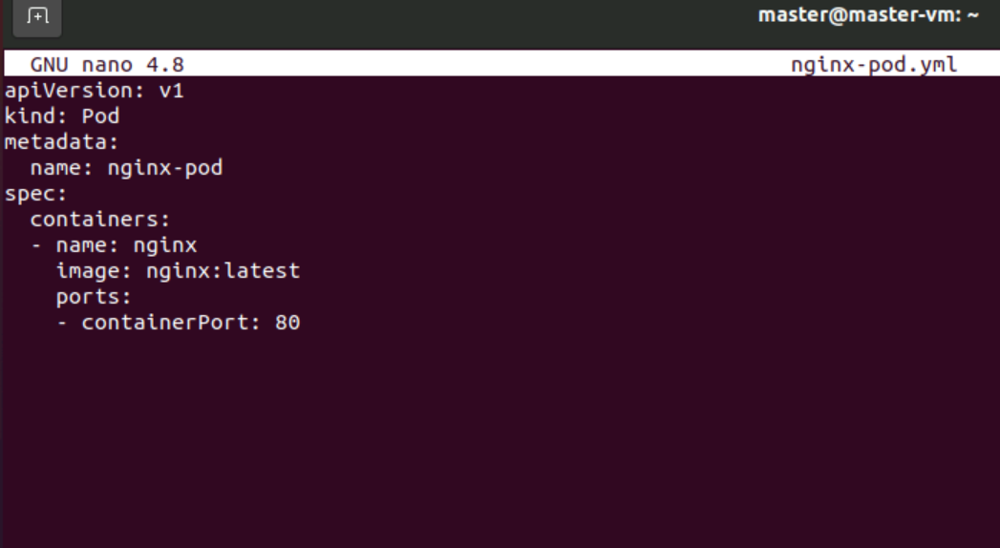 master@master-vm: ~
GNU nano 4.8 nginx-pod.yml
apiVersion: v1
kind: Pod
metadata:
  name: nginx-pod
spec:
  containers:
  - name: nginx
    image: nginx:latest
    ports:
    - containerPort: 80